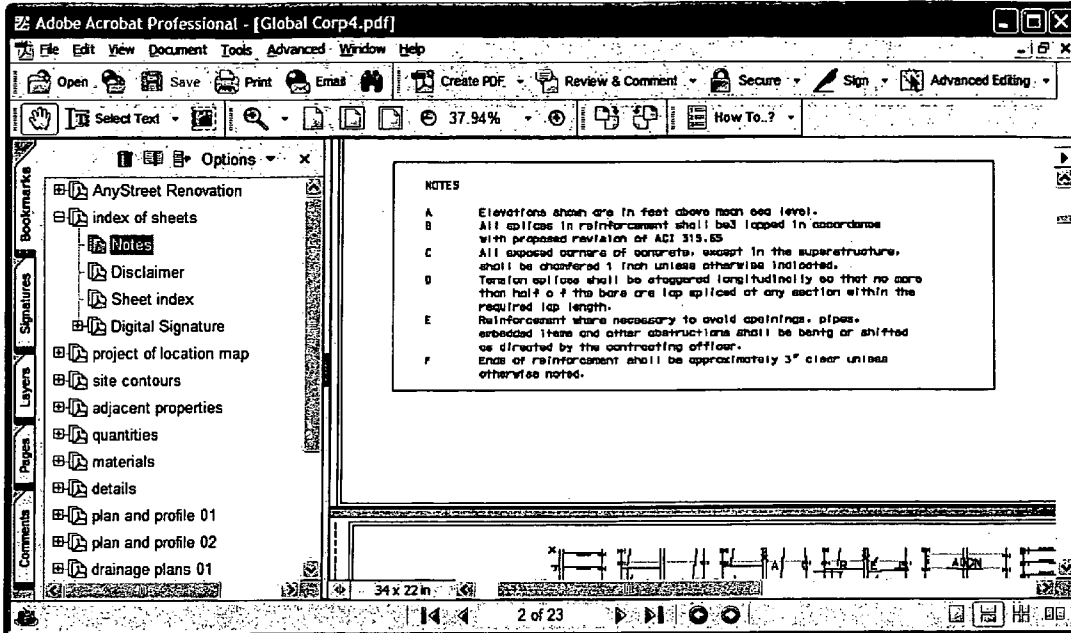 Adobe Acrobat Professional - [Global Corp4.pdf]
File Edit View Document Tools Advanced Window Help
Open Save Print Email Create PDF Review & Comment Secure Sign Advanced Editing
Select Text 37.94% How To..?
Options
Bookmarks
Signatures
Layers
Pages
Comments
AnyStreet Renovation
index of sheets
Notes
Disclaimer
Sheet index
Digital Signature
project of location map
site contours
adjacent properties
quantities
materials
details
plan and profile 01
plan and profile 02
drainage plans 01
NOTES
A Elevations shown are in feet above mean sea level.
B All splices in reinforcement shall be3 lapped in accordance
with proposed revision of ACI 315.65
C All exposed corners of concrete, except in the superstructure,
shall be chamfered 1 inch unless otherwise indicated.
D Tension splices shall be staggered longitudinally so that no more
than half o f the bars are lap spliced at any section within the
required lap length.
E Reinforcement where necessary to avoid openings, pipes,
embedded items and other obstructions shall be bentg or shifted
as directed by the contracting officer.
F Ends of reinforcement shall be approximately 3" clear unless
otherwise noted.
34 x 22 in
2 of 23